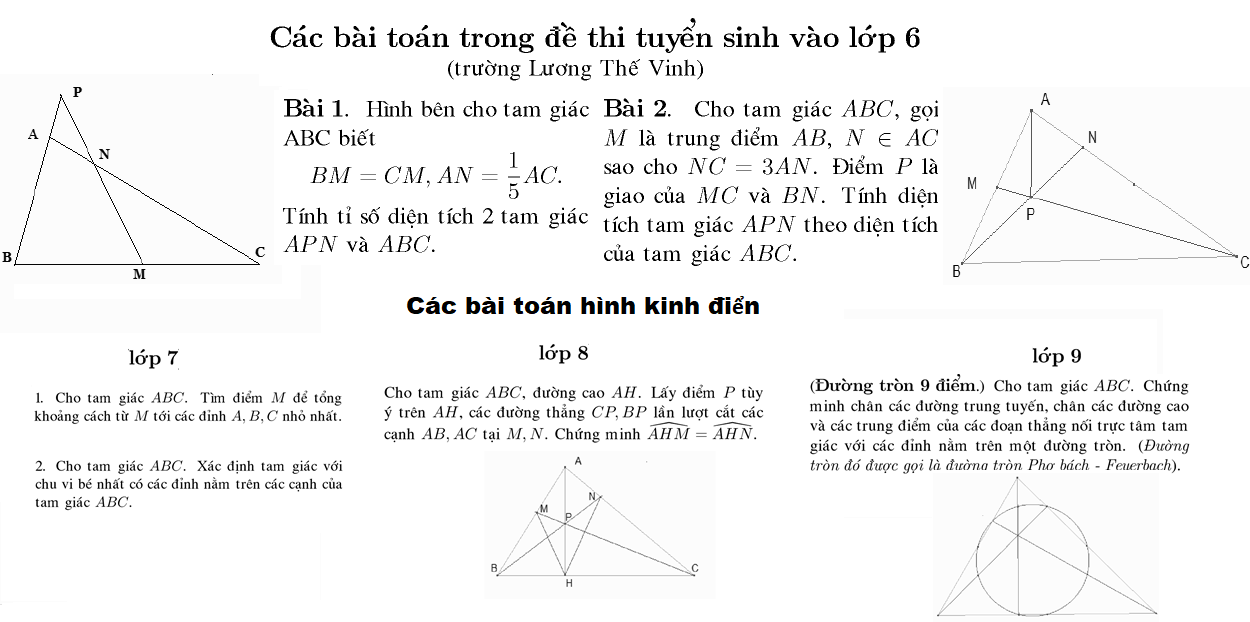 Các bài toán trong đề thi tuyển sinh vào lớp 6
(trường Lương Thế Vinh)
P
A
N
B
C
M
Bài 1. Hình bên cho tam giác
ABC biết
BM = CM, AN = 1/5 AC.
Tính tỉ số diện tích 2 tam giác
APN và ABC.
Bài 2. Cho tam giác ABC, gọi
M là trung điểm AB, N ∈ AC
sao cho NC = 3AN. Điểm P là
giao của MC và BN. Tính diện
tích tam giác APN theo diện tích
của tam giác ABC.
A
N
M
P
B
C
Các bài toán hình kinh điển
lớp 7
1. Cho tam giác ABC. Tìm điểm M để tổng
khoảng cách từ M tới các đỉnh A, B, C nhỏ nhất.
2. Cho tam giác ABC. Xác định tam giác với
chu vi bé nhất có các đỉnh nằm trên các cạnh của
tam giác ABC.
lớp 8
Cho tam giác ABC, đường cao AH. Lấy điểm P tùy
ý trên AH, các đường thẳng CP, BP lần lượt cắt các
cạnh AB, AC tại M, N. Chứng minh \widehat{AHM} = \widehat{AHN}.
A
N
M
P
B
C
H
lớp 9
(Đường tròn 9 điểm.) Cho tam giác ABC. Chứng
minh chân các đường trung tuyến, chân các đường cao
và các trung điểm của các đoạn thẳng nối trực tâm tam
giác với các đỉnh nằm trên một đường tròn. (Đường
tròn đó được gọi là đường tròn Phơ bách - Feuerbach).